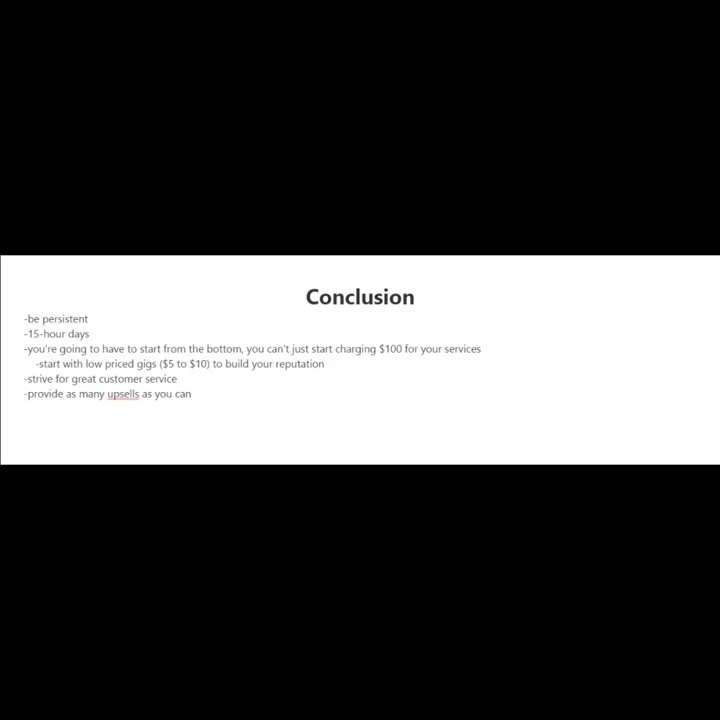 Conclusion
-be persistent
-15-hour days
-you're going to have to start from the bottom, you can't just start charging $100 for your services
-start with low priced gigs ($5 to $10) to build your reputation
-strive for great customer service
-provide as many upsells as you can